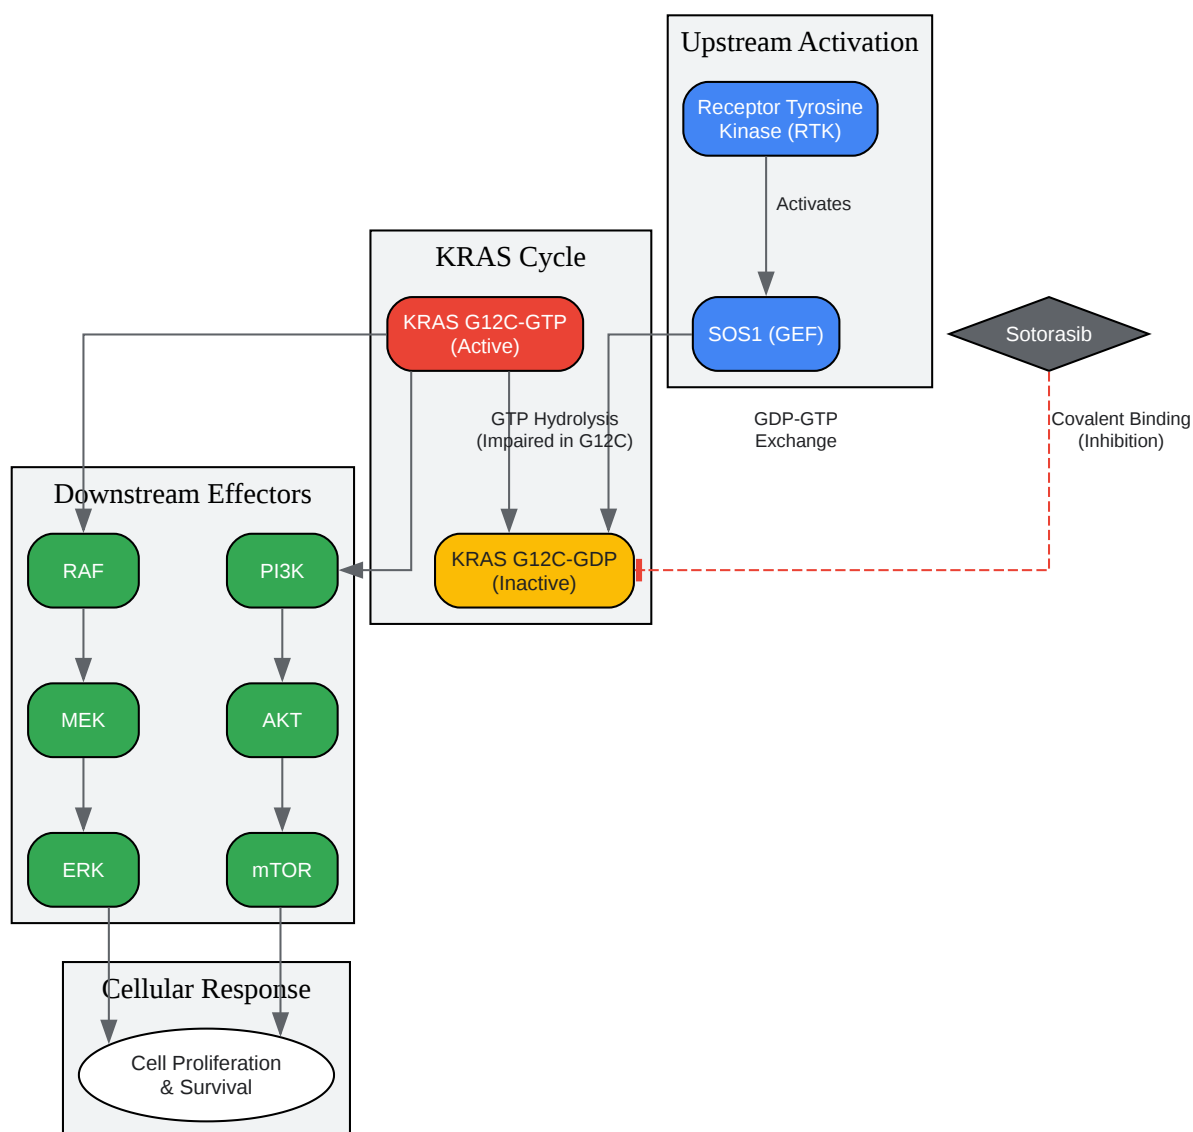 Upstream Activation
Receptor Tyrosine
Kinase (RTK)
Activates
KRAS Cycle
KRAS G12C-GTP
(Active)
SOS1 (GEF)
Sotorasib
GTP Hydrolysis
(Impaired in G12C)
GDP-GTP
Exchange
Covalent Binding
(Inhibition)
Downstream Effectors
RAF
PI3K
KRAS G12C-GDP
(Inactive)
MEK
AKT
ERK
mTOR
Cellular Response
Cell Proliferation
& Survival